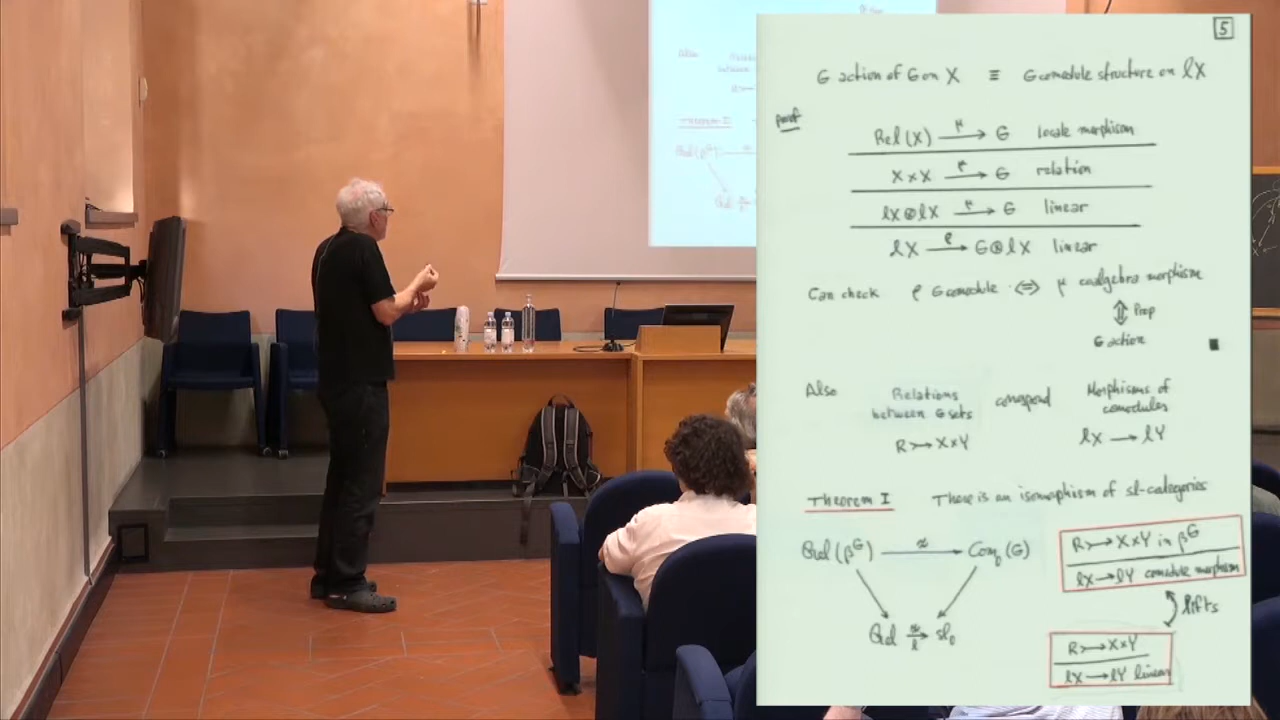 5
G action of G on X ≡ G comodule structure on ℓX
proof
Rel(X) —μ→ G locale morphism
X×X —μ→ G relation
ℓX⊗ℓX —μ→ G linear
ℓX —ρ→ G⊗ℓX linear
Can check ρ G comodule ⟺ μ coalgebra morphism
⇕ Prop
G action ■
Also Relations between G sets correspond Morphisms of comodules
R ↣ X×Y ℓX → ℓY
Theorem I There is an isomorphism of sl-categories
Rel(β^G) —≅→ Cmd_0(G)
R ↣ X×Y in β^G
ℓX → ℓY comodule morphism
lifts
Rel —≅ ℓ→ sl_0
R ↣ X×Y
ℓX → ℓY linear